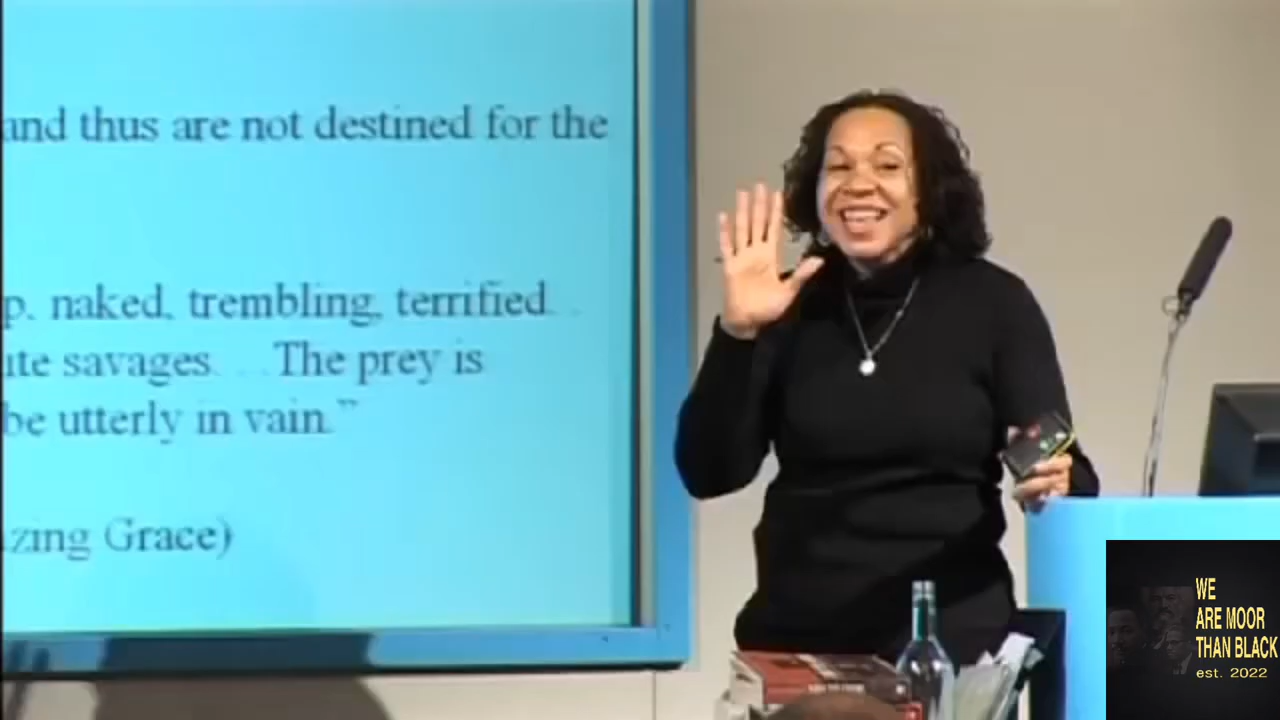 and thus are not destined for the
p. naked, trembling, terrified. . .
ute savages. . . The prey is
be utterly in vain."
zing Grace)
WE
ARE MOOR
THAN BLACK
est. 2022